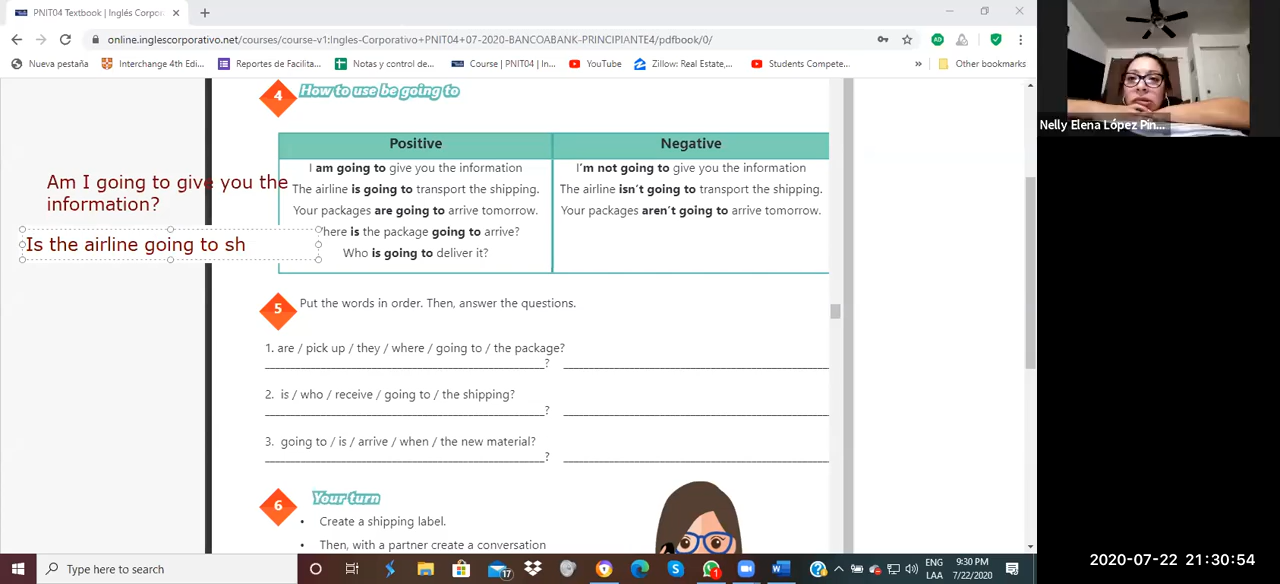 PNIT04 Textbook | Inglés Corpor
online.inglescorporativo.net/courses/course-v1:Ingles-Corporativo+PNIT04+07-2020-BANCOABANK-PRINCIPIANTE4/pdfbook/0/
Nueva pestaña
Interchange 4th Edi...
Reportes de Facilita...
Notas y control de...
Course | PNIT04 | In...
YouTube
Zillow: Real Estate,...
Students Compete...
»
Other bookmarks
Nelly Elena López Pin...
4 How to use be going to
Positive
Negative
I am going to give you the information
I'm not going to give you the information
The airline is going to transport the shipping.
The airline isn't going to transport the shipping.
Your packages are going to arrive tomorrow.
Your packages aren't going to arrive tomorrow.
here is the package going to arrive?
Who is going to deliver it?
Am I going to give you the
information?
Is the airline going to sh
5 Put the words in order. Then, answer the questions.
1. are / pick up / they / where / going to / the package?
?
2. is / who / receive / going to / the shipping?
?
3. going to / is / arrive / when / the new material?
?
6 Your turn
• Create a shipping label.
• Then, with a partner create a conversation
Type here to search
17
1
ENG
LAA
9:30 PM
7/22/2020
2020-07-22 21:30:54